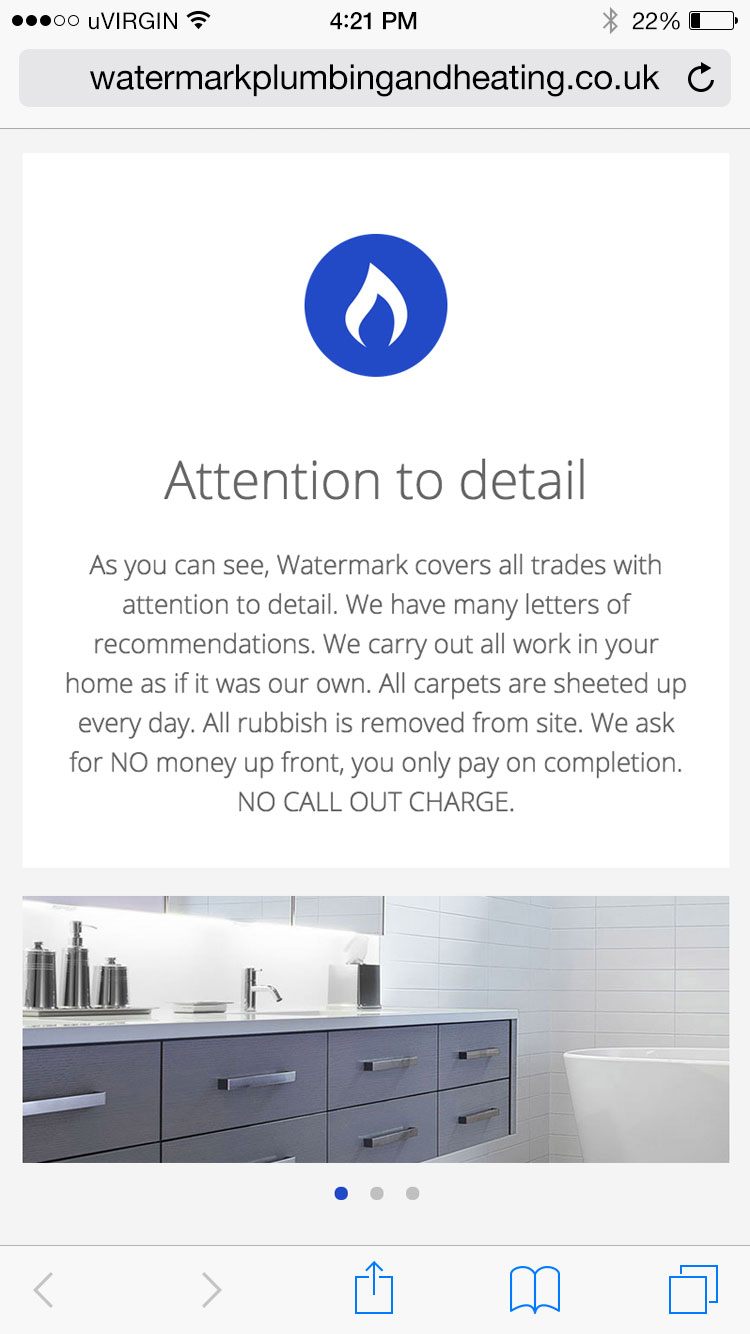 uVIRGIN 4:21 PM 22%
watermarkplumbingandheating.co.uk
Attention to detail
As you can see, Watermark covers all trades with
attention to detail. We have many letters of
recommendations. We carry out all work in your
home as if it was our own. All carpets are sheeted up
every day. All rubbish is removed from site. We ask
for NO money up front, you only pay on completion.
NO CALL OUT CHARGE.